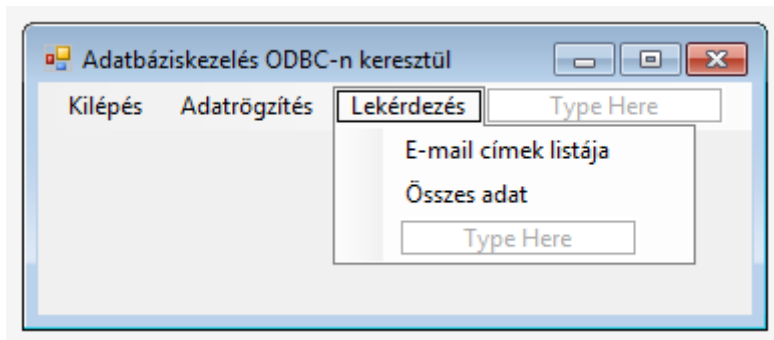 Adatbáziskezelés ODBC-n keresztül
Kilépés Adatrögzítés Lekérdezés Type Here
E-mail címek listája
Összes adat
Type Here